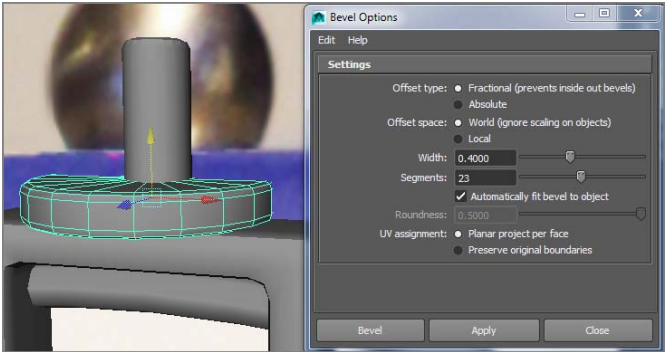 Bevel Options
Edit Help
Settings
Offset type: Fractional (prevents inside out bevels)
Absolute
Offset space: World (ignore scaling on objects)
Local
Width: 0.4000
Segments: 23
Automatically fit bevel to object
Roundness: 0.5000
UV assignment: Planar project per face
Preserve original boundaries
Bevel Apply Close